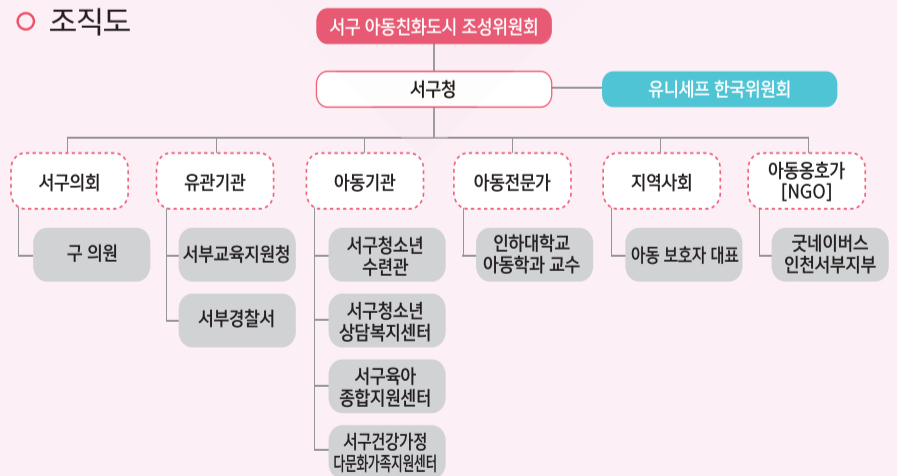 조직도
서구 아동친화도시 조성위원회
서구청
유니세프 한국위원회
서구의회
유관기관
아동기관
아동전문가
지역사회
아동옹호가
[NGO]
구 의원
서부교육지원청
서부경찰서
서구청소년
수련관
서구청소년
상담복지센터
서구육아
종합지원센터
서구건강가정
다문화가족지원센터
인하대학교
아동학과 교수
아동 보호자 대표
굿네이버스
인천서부지부